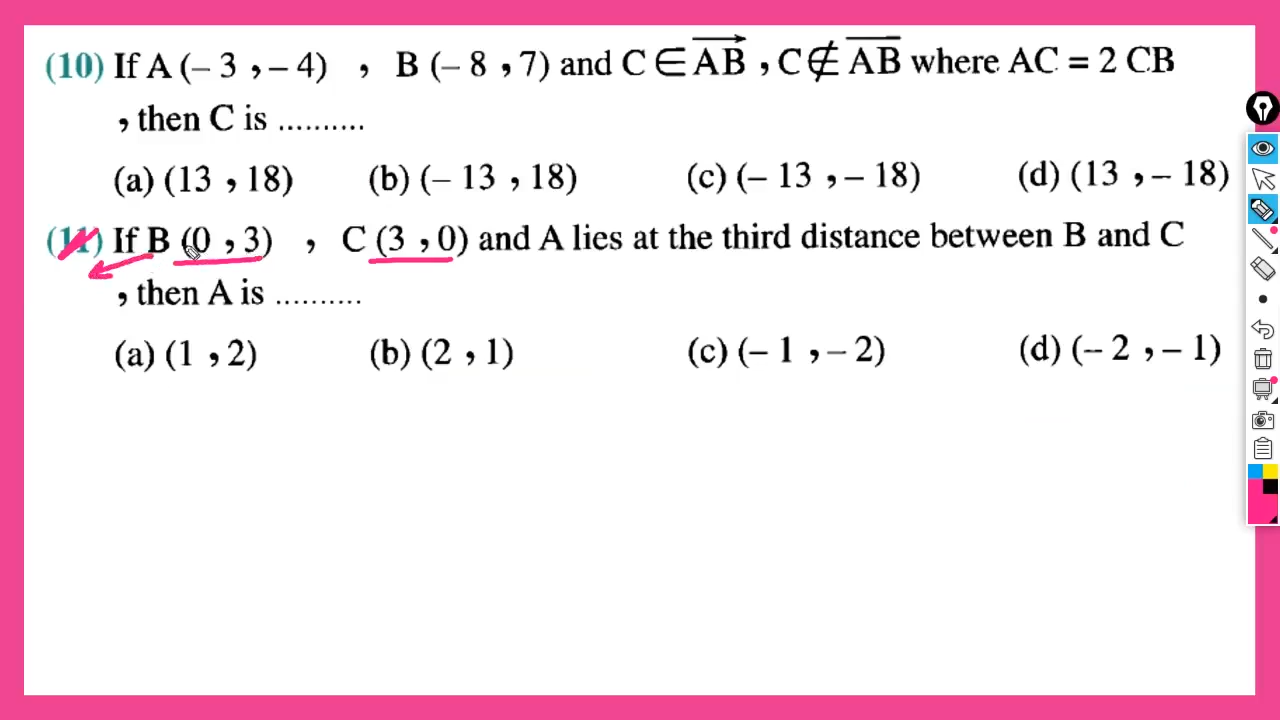 (10) If A (– 3 , – 4) , B (– 8 , 7) and C ∈ $\overrightarrow{AB}$ , C ∉ $\overline{AB}$ where AC = 2 CB
, then C is ..........
(a) (13 , 18) (b) (– 13 , 18) (c) (– 13 , – 18) (d) (13 , – 18)
(11) If B (0 , 3) , C (3 , 0) and A lies at the third distance between B and C
, then A is ..........
(a) (1 , 2) (b) (2 , 1) (c) (– 1 , – 2) (d) (– 2 , – 1)